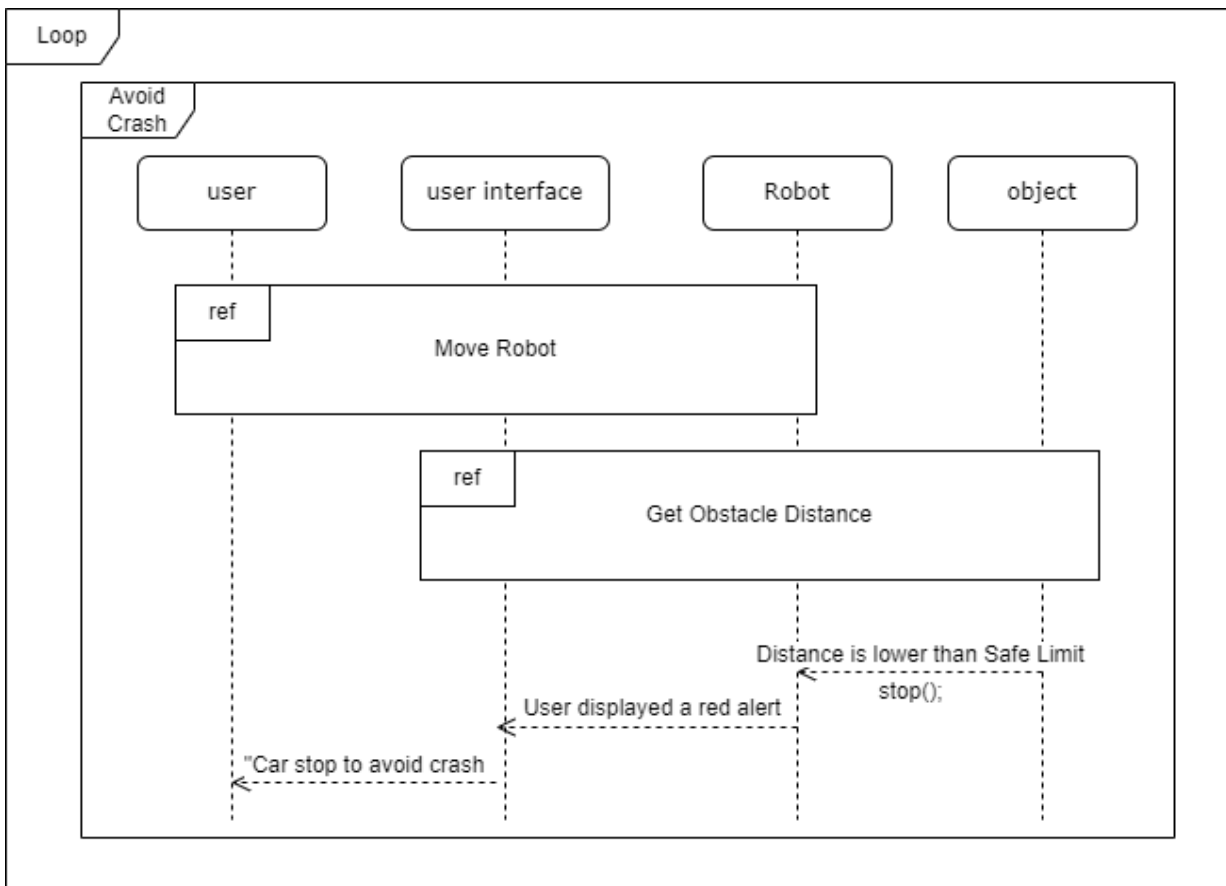 Loop
Avoid
Crash
user
user interface
Robot
object
ref
Move Robot
ref
Get Obstacle Distance
Distance is lower than Safe Limit
stop();
User displayed a red alert
"Car stop to avoid crash